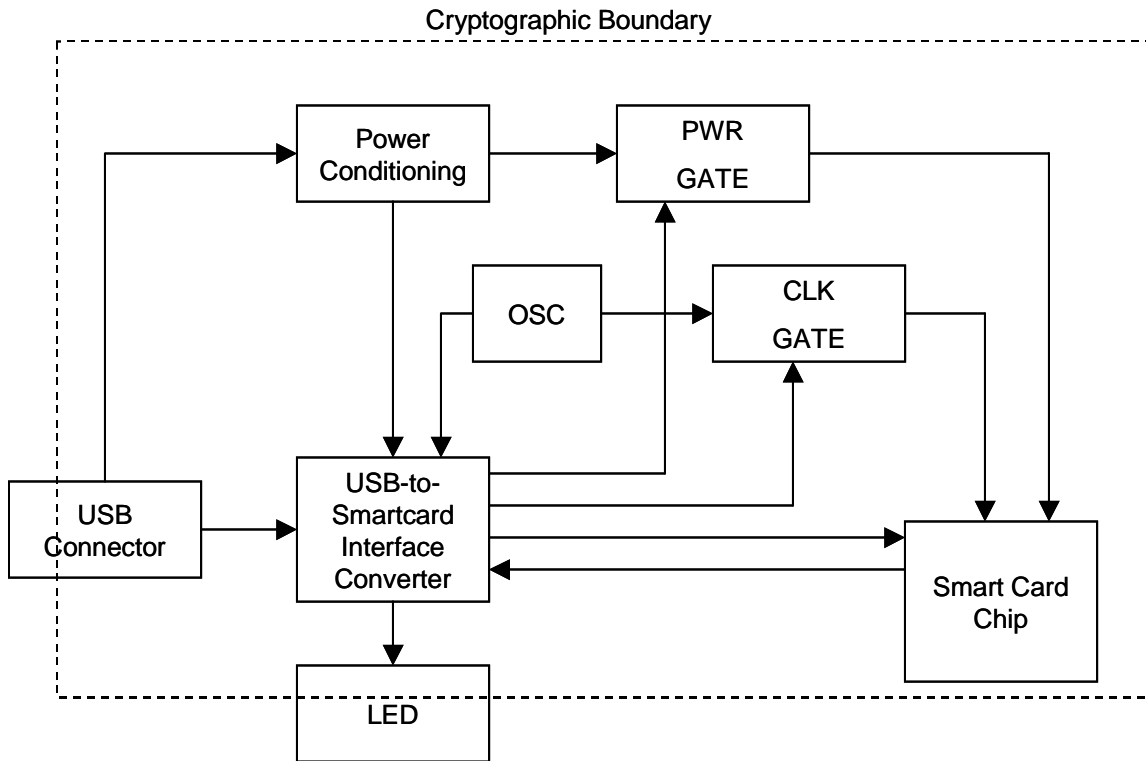 Cryptographic Boundary
Power
Conditioning
PWR
GATE
OSC
CLK
GATE
USB
Connector
USB-to-
Smartcard
Interface
Converter
Smart Card
Chip
LED